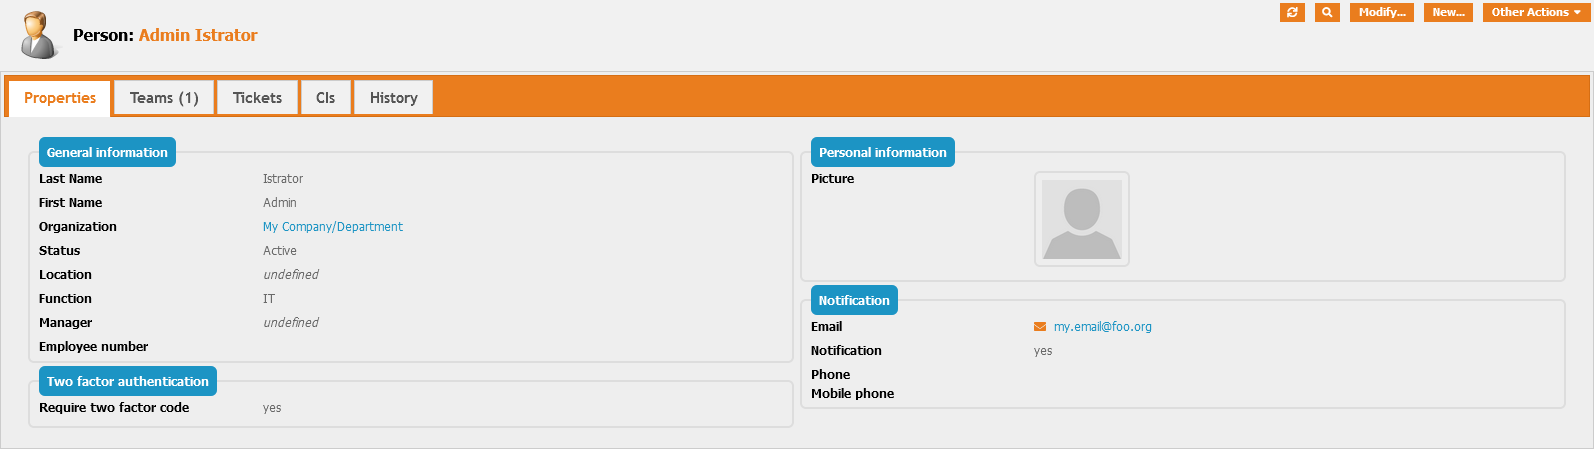 Person: Admin Istrator
Modify...
New...
Other Actions
Properties
Teams (1)
Tickets
CIs
History
General information
Last Name Istrator
First Name Admin
Organization My Company/Department
Status Active
Location undefined
Function IT
Manager undefined
Employee number
Two factor authentication
Require two factor code yes
Personal information
Picture
Notification
Email my.email@foo.org
Notification yes
Phone
Mobile phone